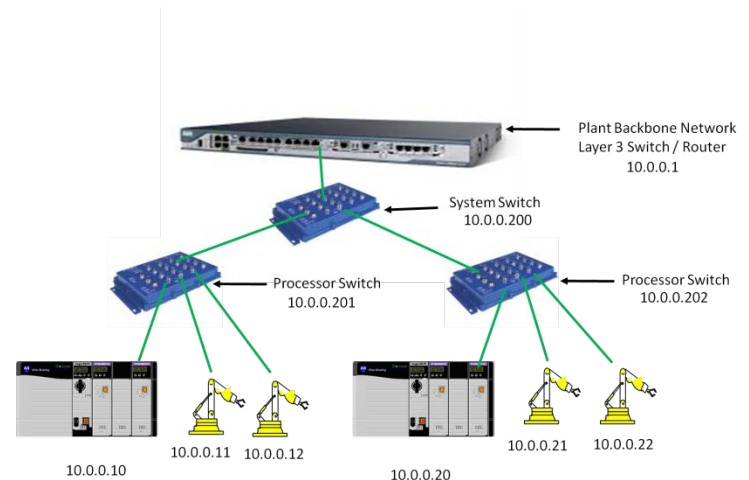 Plant Backbone Network
Layer 3 Switch / Router
10.0.0.1
System Switch
10.0.0.200
Processor Switch
10.0.0.201
Processor Switch
10.0.0.202
10.0.0.10
10.0.0.11
10.0.0.12
10.0.0.20
10.0.0.21
10.0.0.22